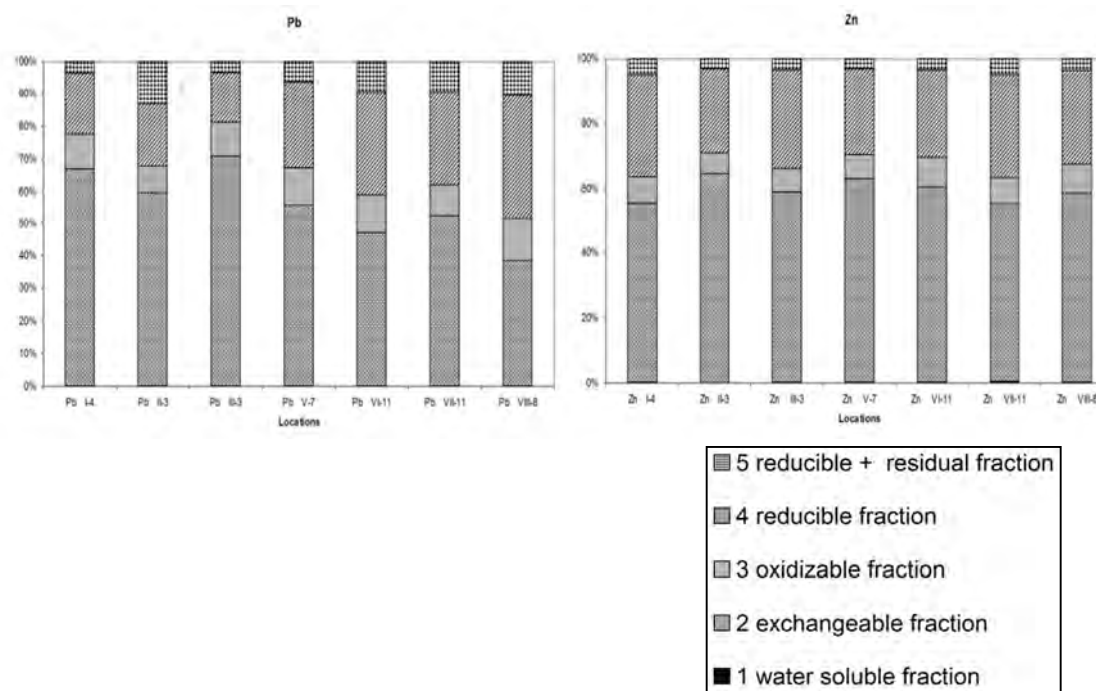 Pb
100%
90%
80%
70%
60%
50%
40%
30%
20%
10%
0%
Pb I-4 Pb II-3 Pb III-3 Pb V-7 Pb VI-11 Pb VII-11 Pb VIII-8
Locations
Zn
100%
80%
60%
40%
20%
0%
Zn I-4 Zn II-3 Zn III-3 Zn V-7 Zn VI-11 Zn VII-11 Zn VIII-8
Locations
5 reducible + residual fraction
4 reducible fraction
3 oxidizable fraction
2 exchangeable fraction
1 water soluble fraction